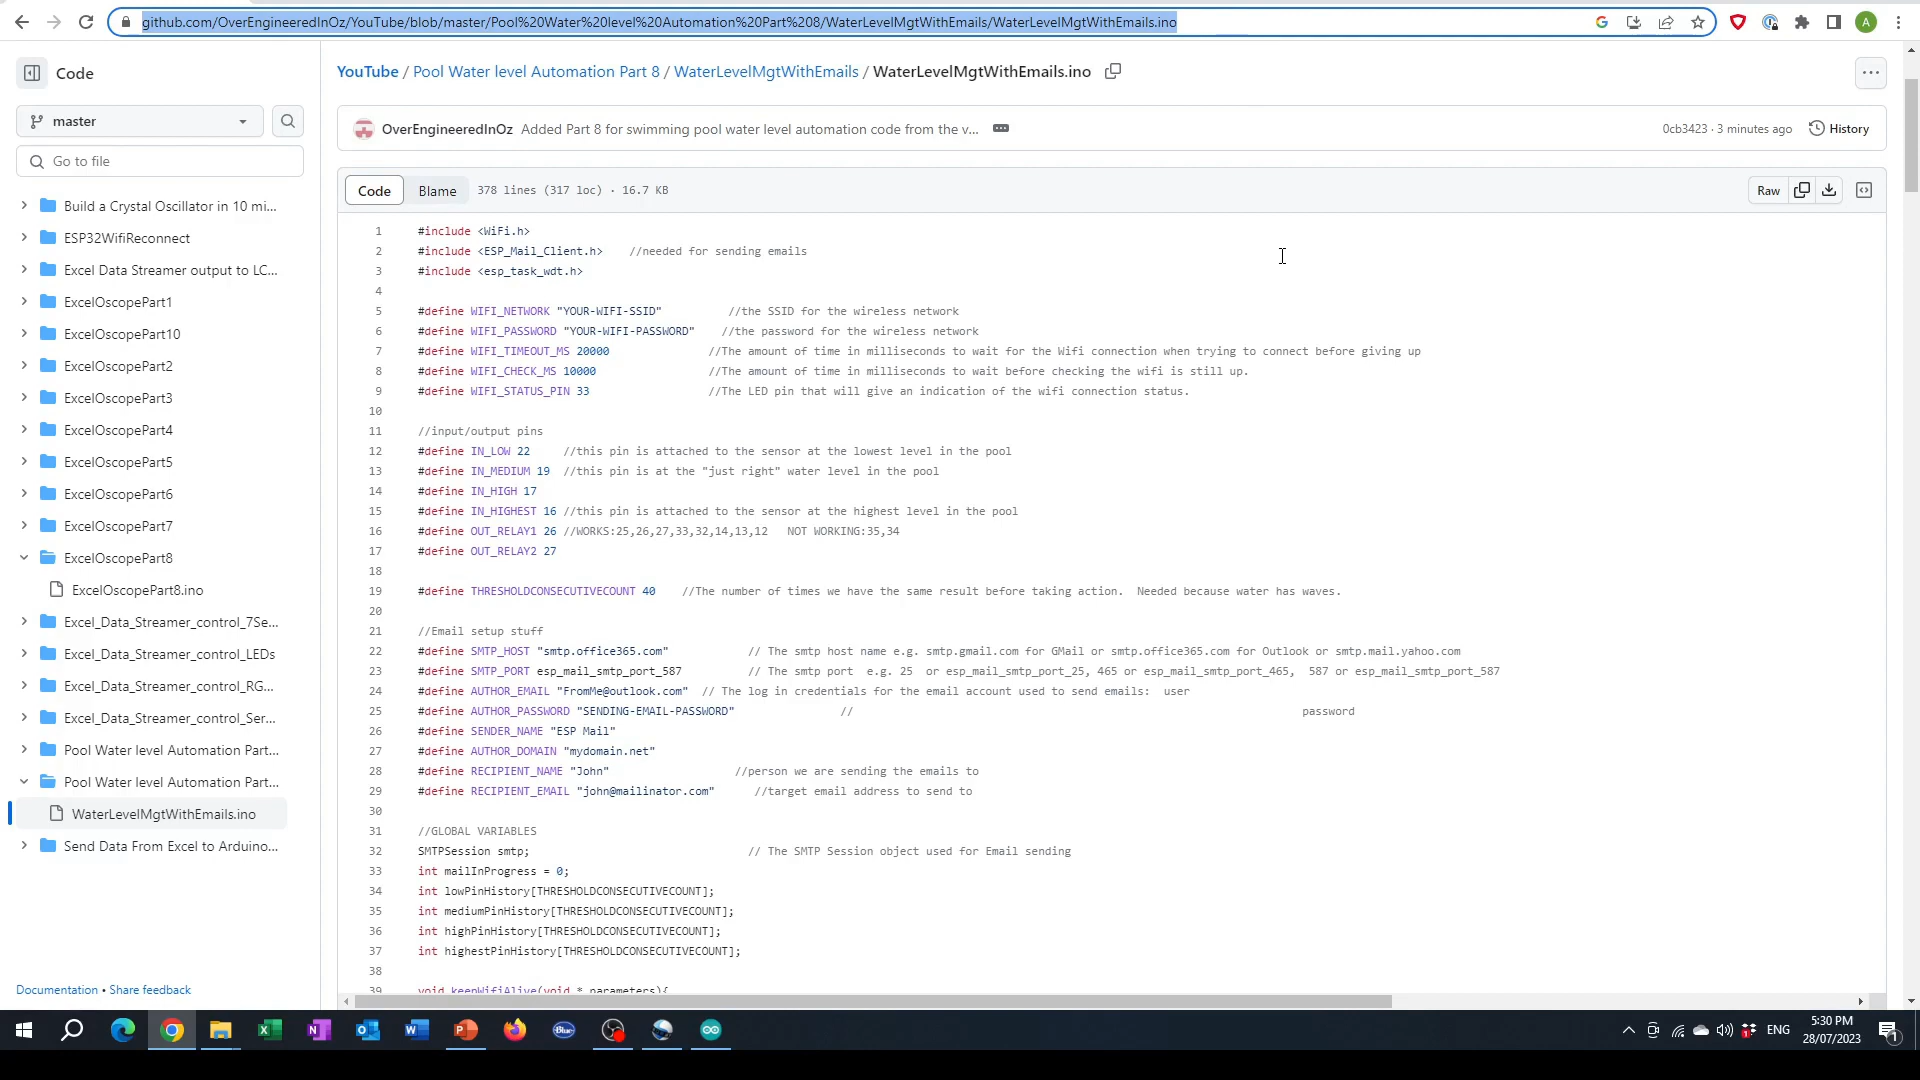 github.com/OverEngineeredInOz/YouTube/blob/master/Pool%20Water%20level%20Automation%20Part%208/WaterLevelMgtWithEmails/WaterLevelMgtWithEmails.ino
A
Code
YouTube / Pool Water level Automation Part 8 / WaterLevelMgtWithEmails / WaterLevelMgtWithEmails.ino
master
OverEngineeredInOz Added Part 8 for swimming pool water level automation code from the v...
0cb3423 · 3 minutes ago
History
Go to file
Code
Blame
378 lines (317 loc) · 16.7 KB
Raw
Build a Crystal Oscillator in 10 mi...
ESP32WifiReconnect
Excel Data Streamer output to LC...
ExcelOscopePart1
ExcelOscopePart10
ExcelOscopePart2
ExcelOscopePart3
ExcelOscopePart4
ExcelOscopePart5
ExcelOscopePart6
ExcelOscopePart7
ExcelOscopePart8
ExcelOscopePart8.ino
Excel_Data_Streamer_control_7Se...
Excel_Data_Streamer_control_LEDs
Excel_Data_Streamer_control_RG...
Excel_Data_Streamer_control_Ser...
Pool Water level Automation Part...
Pool Water level Automation Part...
WaterLevelMgtWithEmails.ino
Send Data From Excel to Arduino...
Documentation • Share feedback
1 #include <WiFi.h>
2 #include <ESP_Mail_Client.h> //needed for sending emails
3 #include <esp_task_wdt.h>
4
5 #define WIFI_NETWORK "YOUR-WIFI-SSID" //the SSID for the wireless network
6 #define WIFI_PASSWORD "YOUR-WIFI-PASSWORD" //the password for the wireless network
7 #define WIFI_TIMEOUT_MS 20000 //The amount of time in milliseconds to wait for the Wifi connection when trying to connect before giving up
8 #define WIFI_CHECK_MS 10000 //The amount of time in milliseconds to wait before checking the wifi is still up.
9 #define WIFI_STATUS_PIN 33 //The LED pin that will give an indication of the wifi connection status.
10
11 //input/output pins
12 #define IN_LOW 22 //this pin is attached to the sensor at the lowest level in the pool
13 #define IN_MEDIUM 19 //this pin is at the "just right" water level in the pool
14 #define IN_HIGH 17
15 #define IN_HIGHEST 16 //this pin is attached to the sensor at the highest level in the pool
16 #define OUT_RELAY1 26 //WORKS:25,26,27,33,32,14,13,12 NOT WORKING:35,34
17 #define OUT_RELAY2 27
18
19 #define THRESHOLDCONSECUTIVECOUNT 40 //The number of times we have the same result before taking action. Needed because water has waves.
20
21 //Email setup stuff
22 #define SMTP_HOST "smtp.office365.com" // The smtp host name e.g. smtp.gmail.com for GMail or smtp.office365.com for Outlook or smtp.mail.yahoo.com
23 #define SMTP_PORT esp_mail_smtp_port_587 // The smtp port e.g. 25 or esp_mail_smtp_port_25, 465 or esp_mail_smtp_port_465, 587 or esp_mail_smtp_port_587
24 #define AUTHOR_EMAIL "FromMe@outlook.com" // The log in credentials for the email account used to send emails: user
25 #define AUTHOR_PASSWORD "SENDING-EMAIL-PASSWORD" // password
26 #define SENDER_NAME "ESP Mail"
27 #define AUTHOR_DOMAIN "mydomain.net"
28 #define RECIPIENT_NAME "John" //person we are sending the emails to
29 #define RECIPIENT_EMAIL "john@mailinator.com" //target email address to send to
30
31 //GLOBAL VARIABLES
32 SMTPSession smtp; // The SMTP Session object used for Email sending
33 int mailInProgress = 0;
34 int lowPinHistory[THRESHOLDCONSECUTIVECOUNT];
35 int mediumPinHistory[THRESHOLDCONSECUTIVECOUNT];
36 int highPinHistory[THRESHOLDCONSECUTIVECOUNT];
37 int highestPinHistory[THRESHOLDCONSECUTIVECOUNT];
38
39 void keepWifiAlive(void * parameters){
ENG
5:30 PM
28/07/2023
1